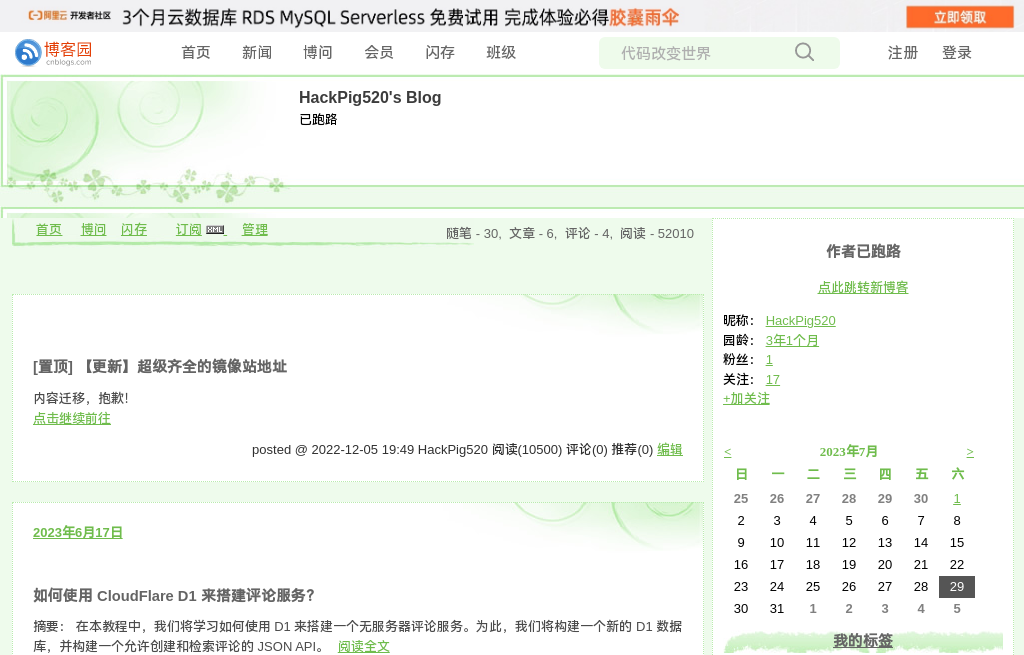 阿里云 开发者社区 3个月云数据库 RDS MySQL Serverless 免费试用 完成体验必得胶囊雨伞 立即领取
博客园 cnblogs.com 首页 新闻 博问 会员 闪存 班级 代码改变世界 注册 登录
HackPig520's Blog
已跑路
首页 博问 闪存 订阅 XML 管理
随笔 - 30, 文章 - 6, 评论 - 4, 阅读 - 52010
[置顶] 【更新】超级齐全的镜像站地址
内容迁移，抱歉！
点击继续前往
posted @ 2022-12-05 19:49 HackPig520 阅读(10500) 评论(0) 推荐(0) 编辑
2023年6月17日
如何使用 CloudFlare D1 来搭建评论服务？
摘要： 在本教程中，我们将学习如何使用 D1 来搭建一个无服务器评论服务。为此，我们将构建一个新的 D1 数据
库，并构建一个允许创建和检索评论的 JSON API。 阅读全文
作者已跑路
点此跳转新博客
昵称： HackPig520
园龄： 3年1个月
粉丝： 1
关注： 17
+加关注
< 2023年7月 >
日 一 二 三 四 五 六
25 26 27 28 29 30 1
2 3 4 5 6 7 8
9 10 11 12 13 14 15
16 17 18 19 20 21 22
23 24 25 26 27 28 29
30 31 1 2 3 4 5
我的标签